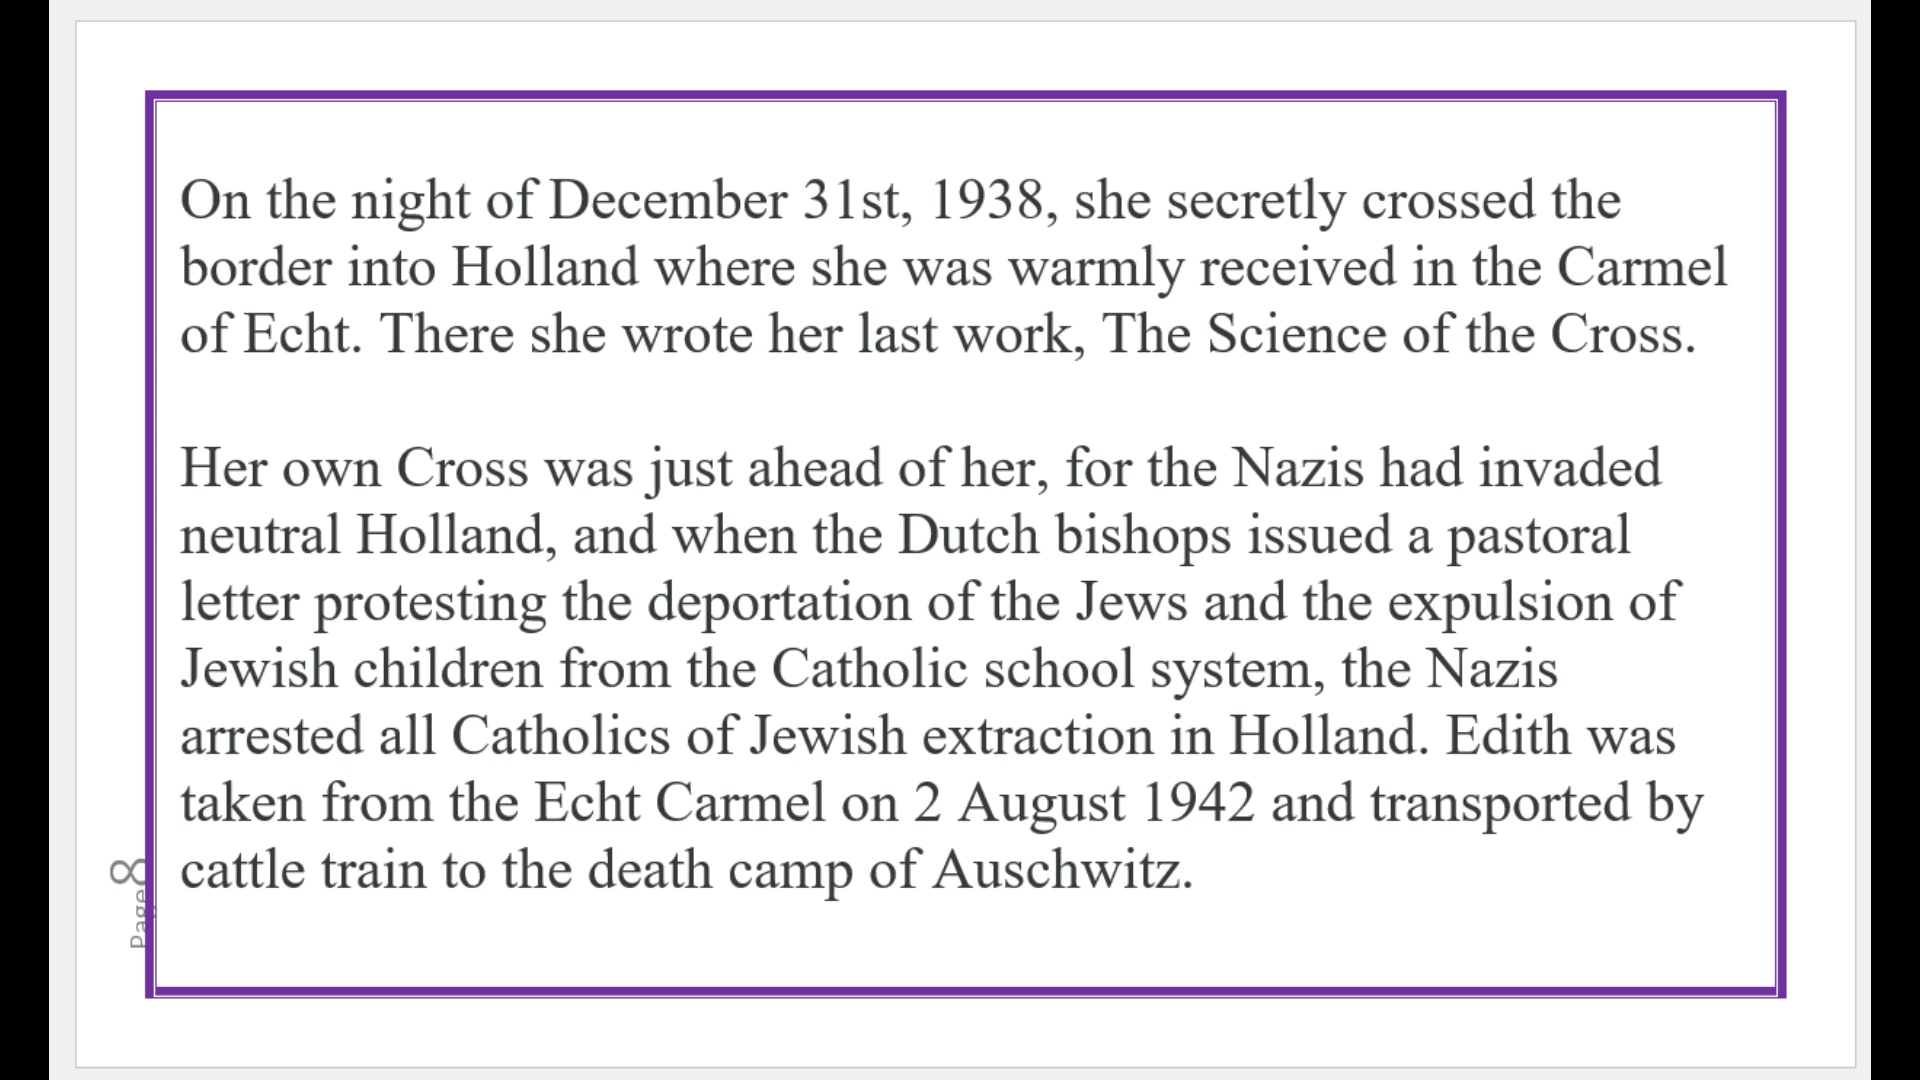 On the night of December 31st, 1938, she secretly crossed the
border into Holland where she was warmly received in the Carmel
of Echt. There she wrote her last work, The Science of the Cross.
Her own Cross was just ahead of her, for the Nazis had invaded
neutral Holland, and when the Dutch bishops issued a pastoral
letter protesting the deportation of the Jews and the expulsion of
Jewish children from the Catholic school system, the Nazis
arrested all Catholics of Jewish extraction in Holland. Edith was
taken from the Echt Carmel on 2 August 1942 and transported by
cattle train to the death camp of Auschwitz.
Page 8